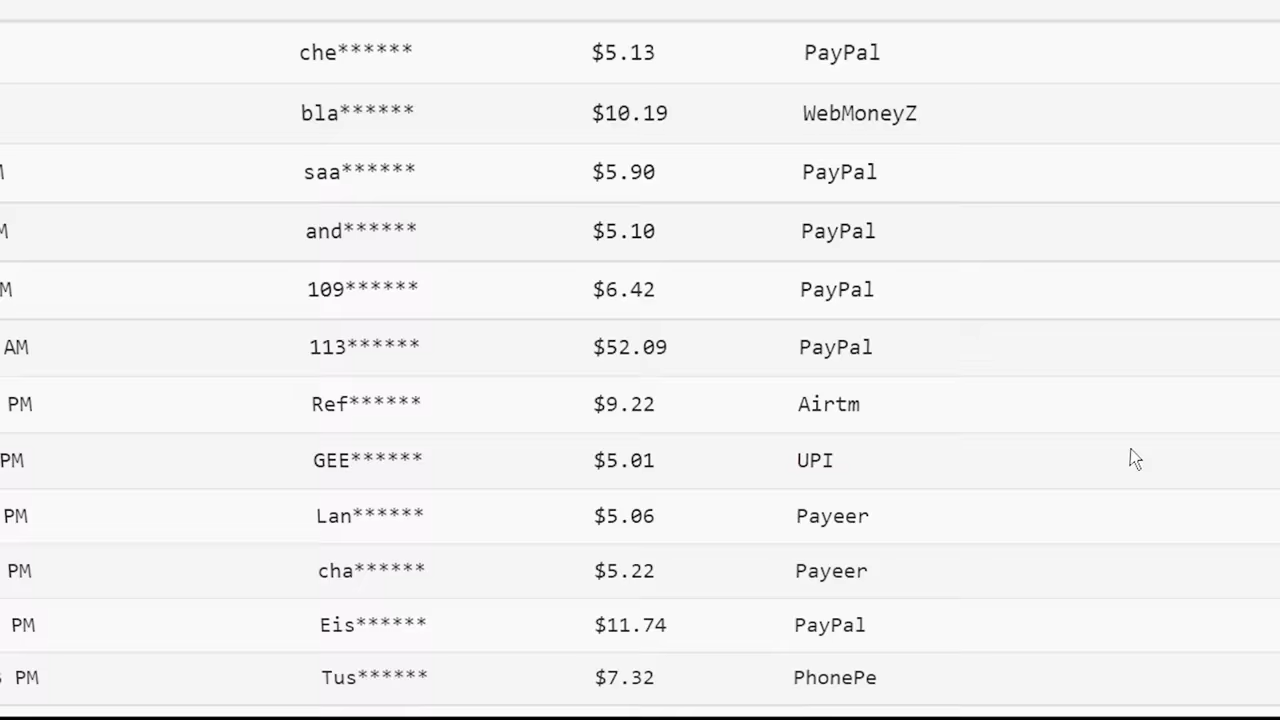 che****** $5.13 PayPal
bla****** $10.19 WebMoneyZ
saa****** $5.90 PayPal
and****** $5.10 PayPal
109****** $6.42 PayPal
AM 113****** $52.09 PayPal
PM Ref****** $9.22 Airtm
PM GEE****** $5.01 UPI
PM Lan****** $5.06 Payeer
PM cha****** $5.22 Payeer
PM Eis****** $11.74 PayPal
PM Tus****** $7.32 PhonePe